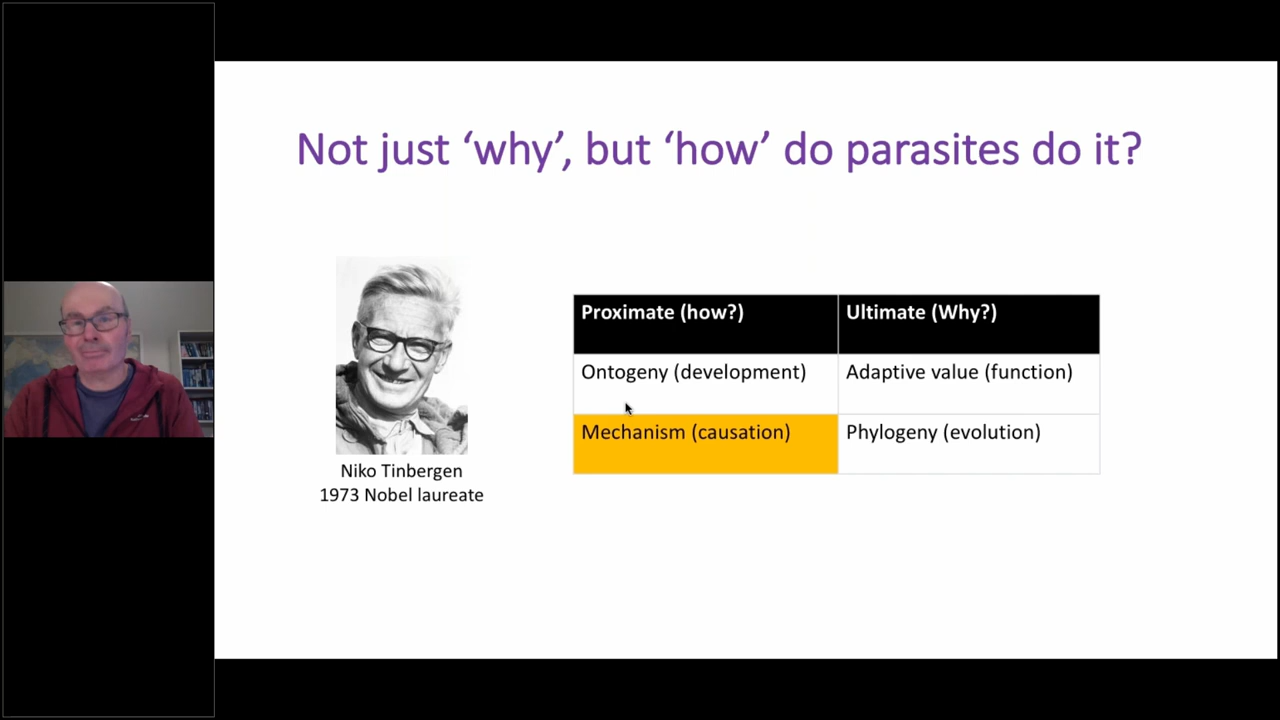 Not just ‘why’, but ‘how’ do parasites do it?
Proximate (how?)
Ultimate (Why?)
Ontogeny (development)
Adaptive value (function)
Mechanism (causation)
Phylogeny (evolution)
Niko Tinbergen
1973 Nobel laureate